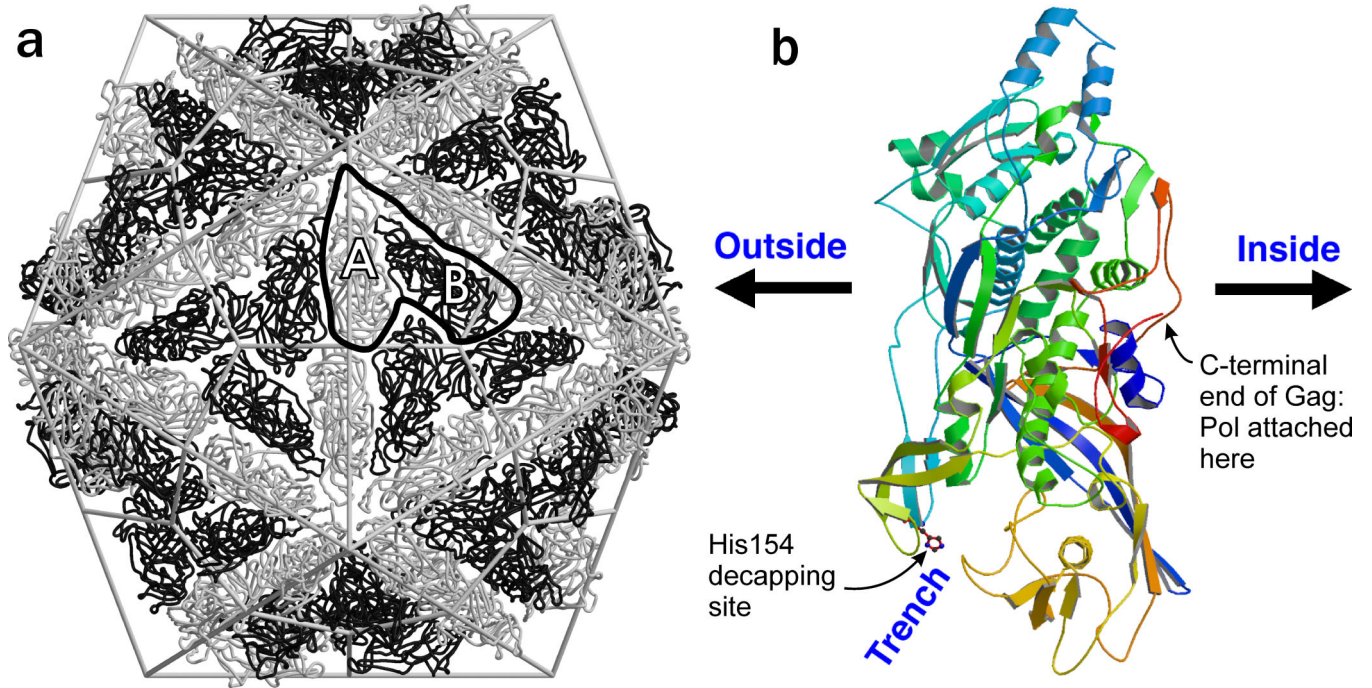 a
b
A
B
Outside
Inside
C-terminal
end of Gag:
Pol attached
here
His154
decapping
site
Trench